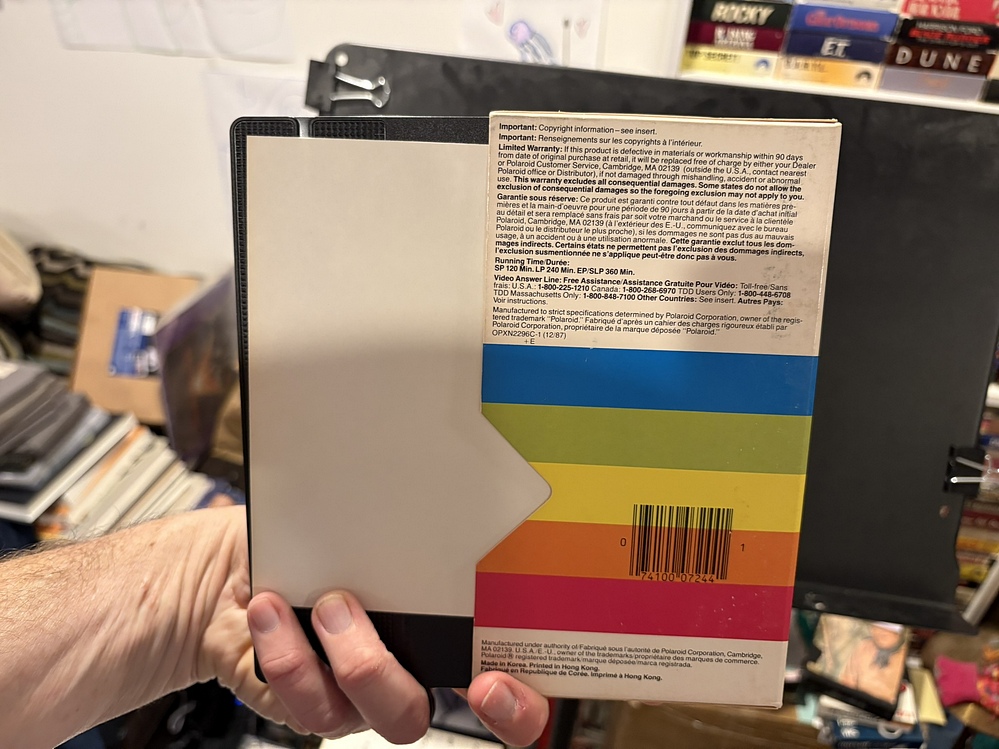 ROCKY
E.T.
DUNE
Important: Copyright information – see insert.
Important: Renseignements sur les copyrights à l'intérieur.
Limited Warranty: If this product is defective in materials or workmanship within 90 days
from date of original purchase at retail, it will be replaced free of charge by either your Dealer
or Polaroid Customer Service, Cambridge, MA 02139 (outside the U.S.A., contact nearest
Polaroid office or Distributor), if not damaged through mishandling, accident or abnormal
use. This warranty excludes all consequential damages. Some states do not allow the
exclusion of consequential damages so the foregoing exclusion may not apply to you.
Garantie sous réserve: Ce produit est garanti contre tout défaut dans les matières pre-
mières et la main-d'oeuvre pour une période de 90 jours à partir de la date d'achat initial
au détail et sera remplacé sans frais par soit votre marchand ou le service à la clientèle
Polaroid, Cambridge, MA 02139 (à l'extérieur des E.-U., communiquez avec le bureau
Polaroid ou le distributeur le plus proche), si les dommages ne sont pas dus au mauvais
usage, à un accident ou à une utilisation anormale. Cette garantie exclut tous les dom-
mages indirects. Certains états ne permettent pas l'exclusion des dommages indirects,
l'exclusion susmentionnée ne s'applique peut-être donc pas à vous.
Running Time/Durée:
SP 120 Min. LP 240 Min. EP/SLP 360 Min.
Video Answer Line: Free Assistance/Assistance Gratuite Pour Vidéo: Toll-free/Sans
frais: U.S.A.: 1-800-225-1210 Canada: 1-800-268-6970 TDD Users Only: 1-800-448-6708
TDD Massachusetts Only: 1-800-848-7100 Other Countries: See insert. Autres Pays:
Voir instructions.
Manufactured to strict specifications determined by Polaroid Corporation, owner of the regis-
tered trademark "Polaroid." Fabriqué d'après un cahier des charges rigoureux établi par
Polaroid Corporation, propriétaire de la marque déposée "Polaroid."
OPXN2296C-1 (12/87)
+ E
0 74100-07244 1
Manufactured under authority of/Fabriqué sous l'autorité de Polaroid Corporation, Cambridge,
MA 02139, U.S.A./E.-U., owner of the trademarks/propriétaire des marques de commerce.
Polaroid ® registered trademark/marque déposée/marca registrada.
Made in Korea. Printed in Hong Kong.
Fabriqué en République de Corée. Imprimé à Hong Kong.